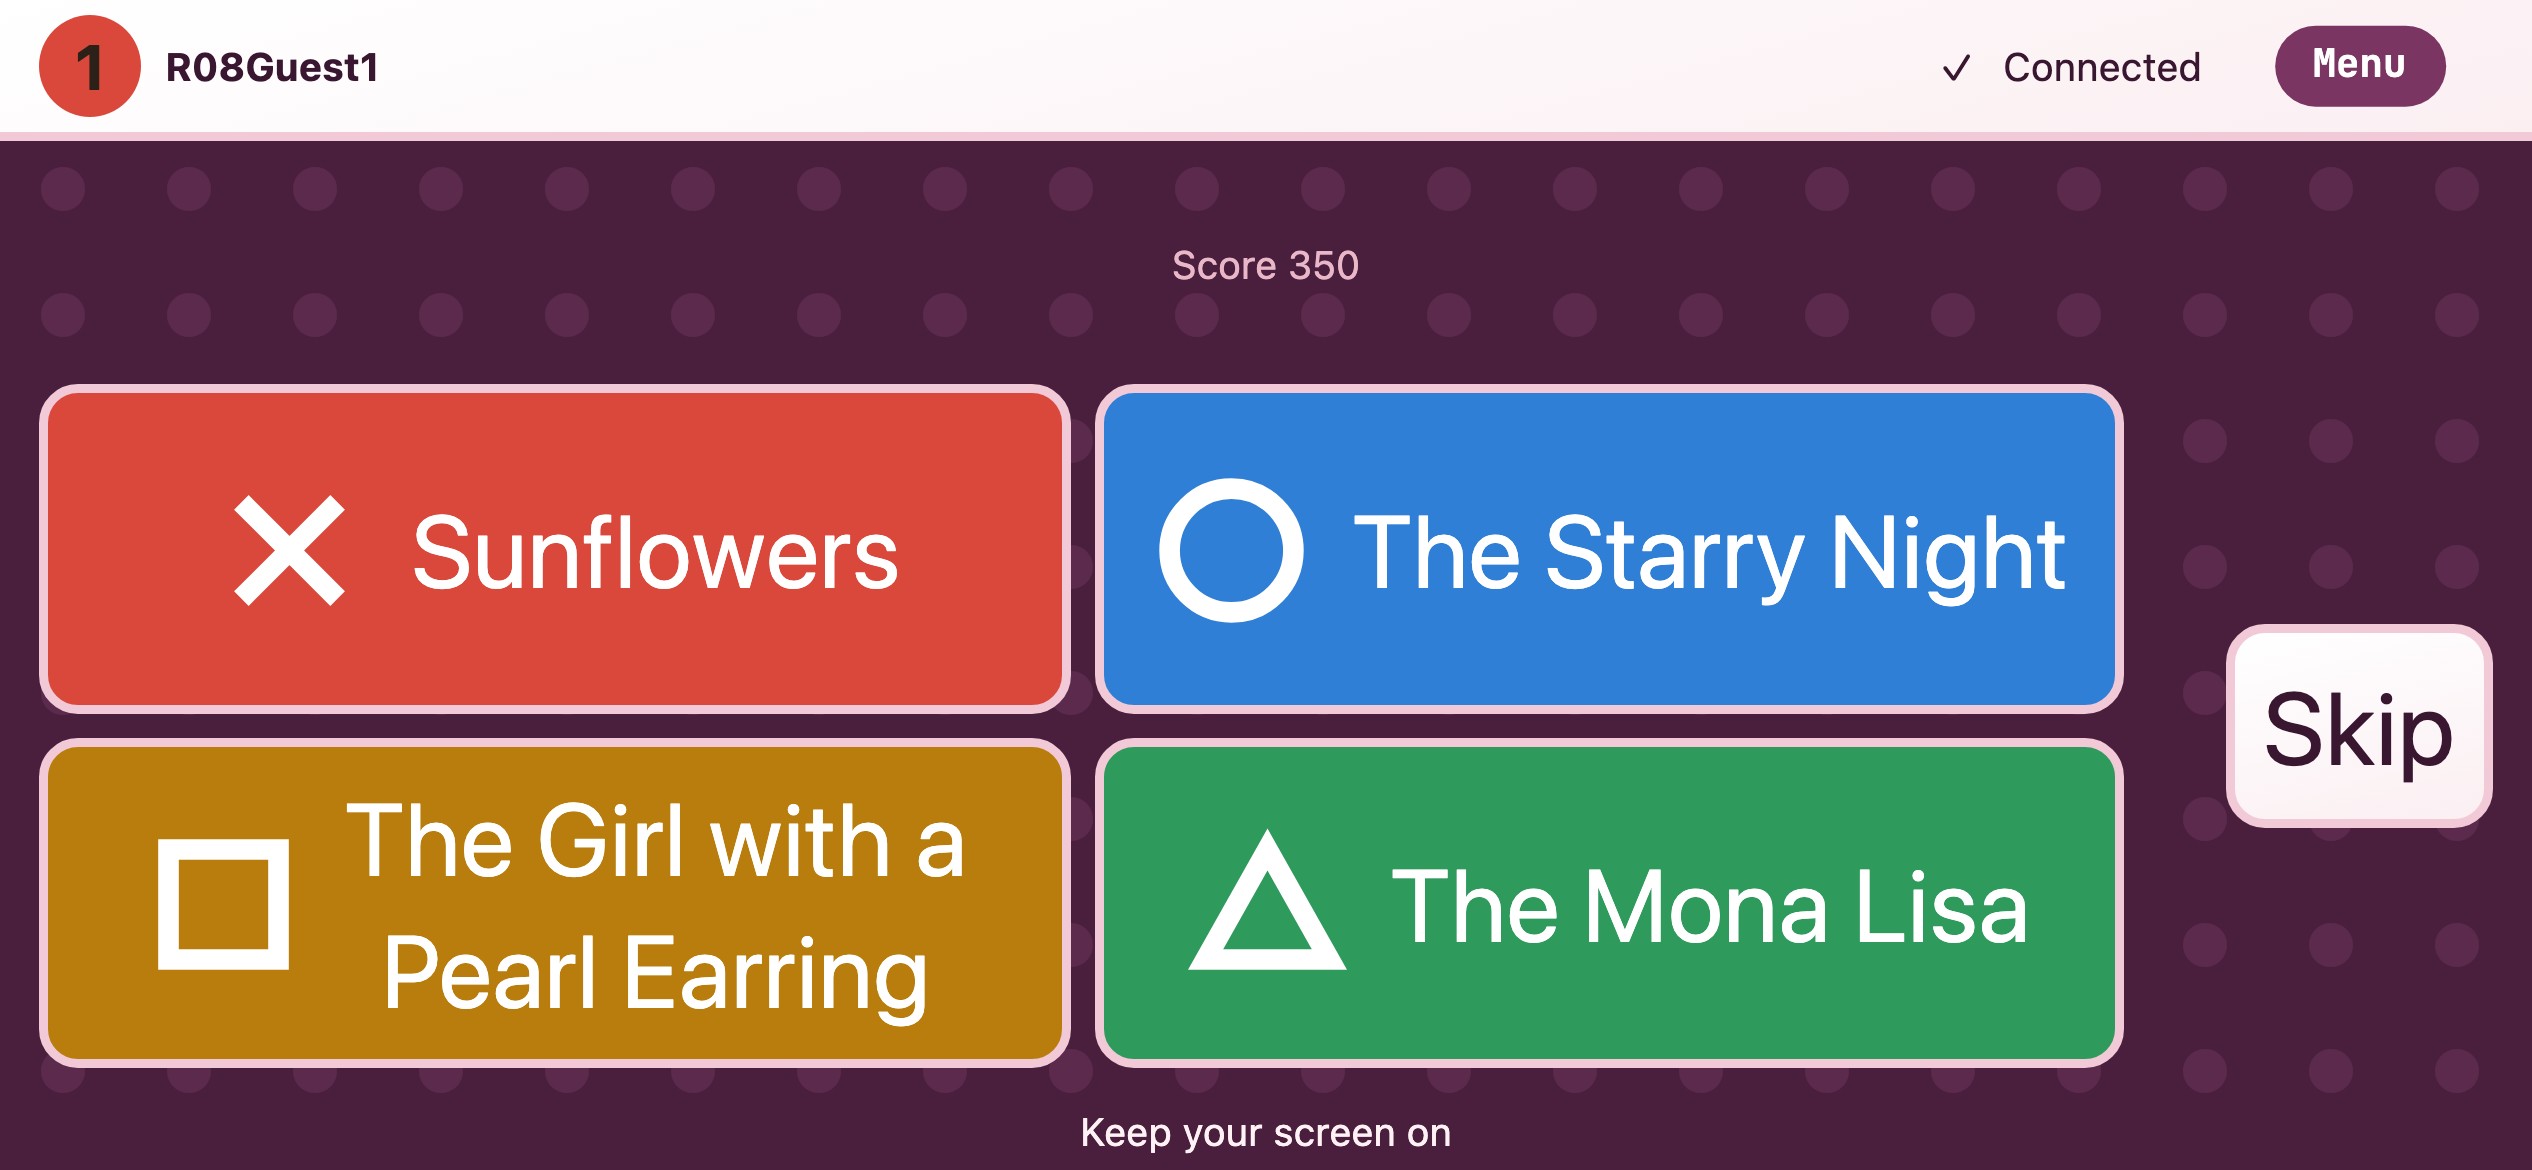 1
R08Guest1
✓ Connected
Menu
Score 350
Sunflowers
The Starry Night
The Girl with a
Pearl Earring
The Mona Lisa
Skip
Keep your screen on